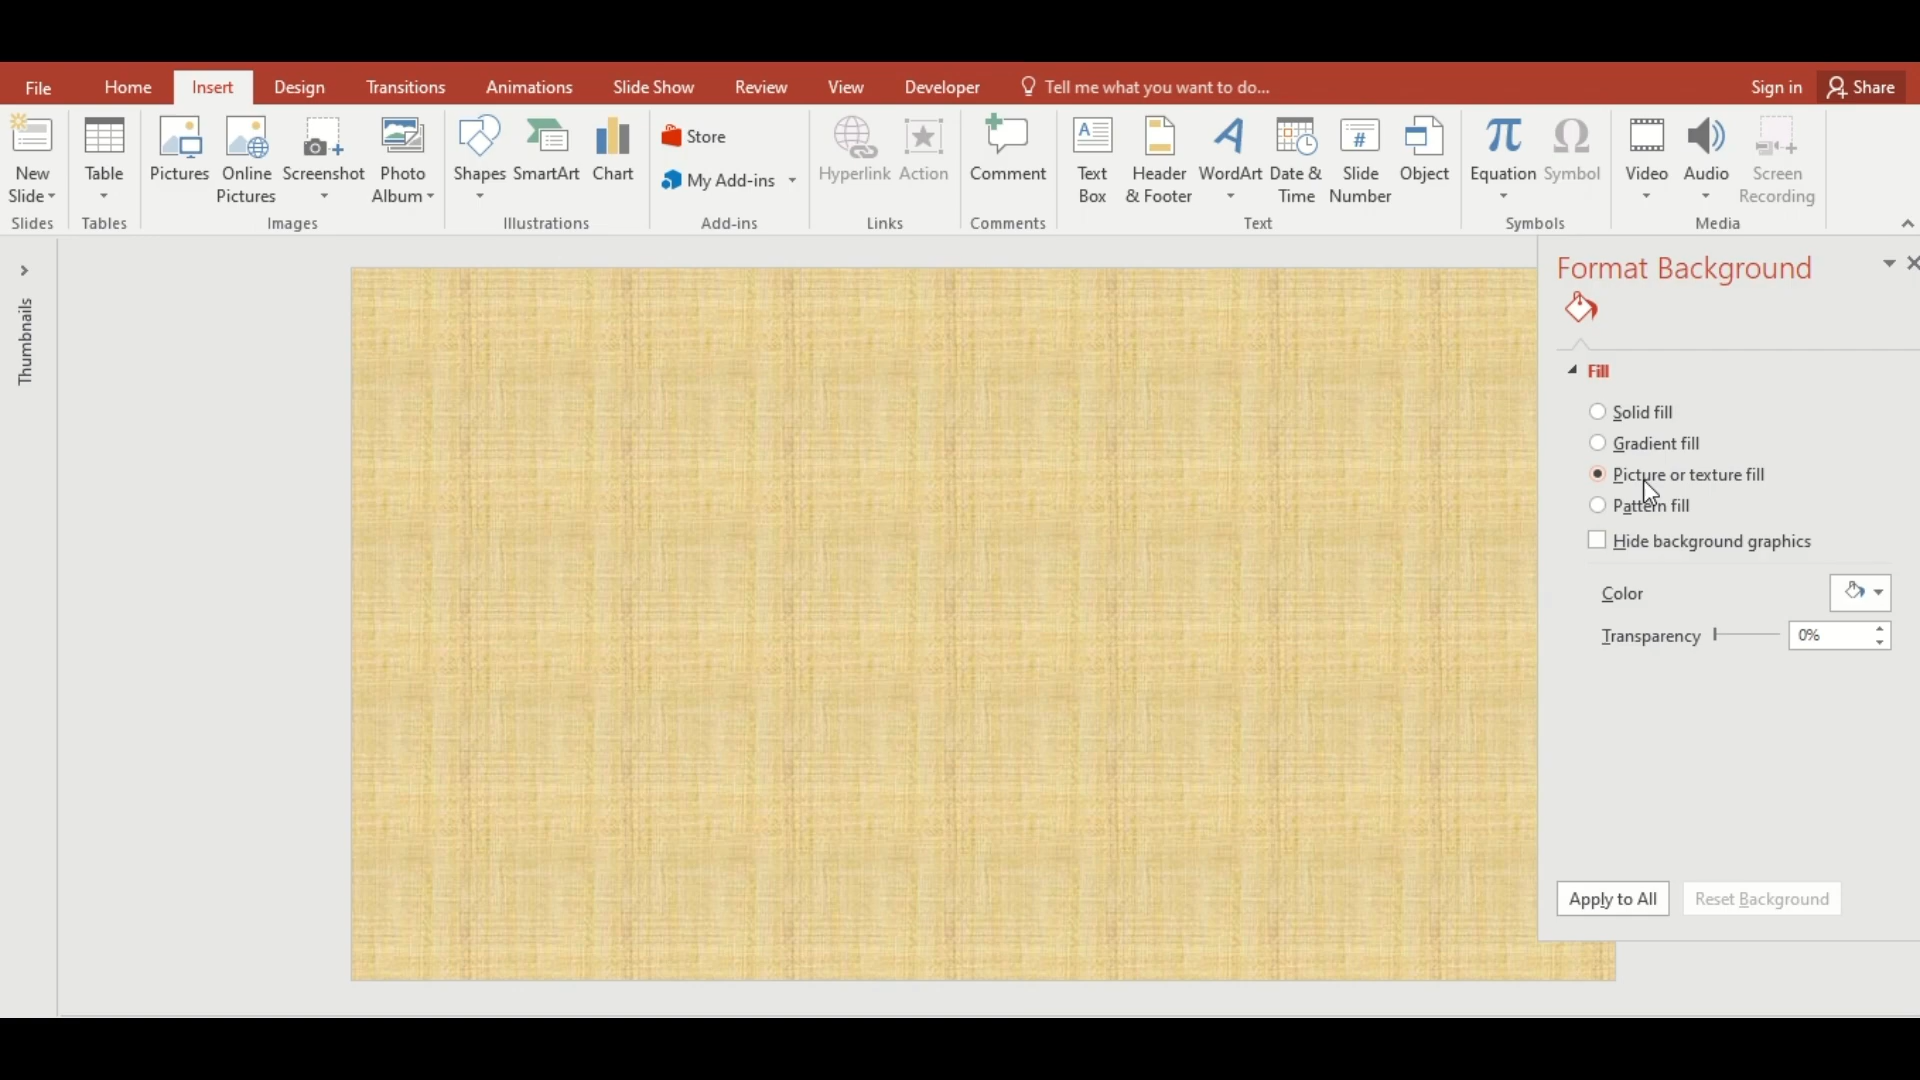 File Home Insert Design Transitions Animations Slide Show Review View Developer Tell me what you want to do... Sign in Share
New Slide
Table
Pictures
Online Pictures
Screenshot
Photo Album
Shapes
SmartArt
Chart
Store
My Add-ins
Hyperlink
Action
Comment
Text Box
Header & Footer
WordArt
Date & Time
Slide Number
Object
Equation
Symbol
Video
Audio
Screen Recording
Slides Tables Images Illustrations Add-ins Links Comments Text Symbols Media
Thumbnails
Format Background
Fill
Solid fill
Gradient fill
Picture or texture fill
Pattern fill
Hide background graphics
Color
Transparency 0%
Apply to All Reset Background